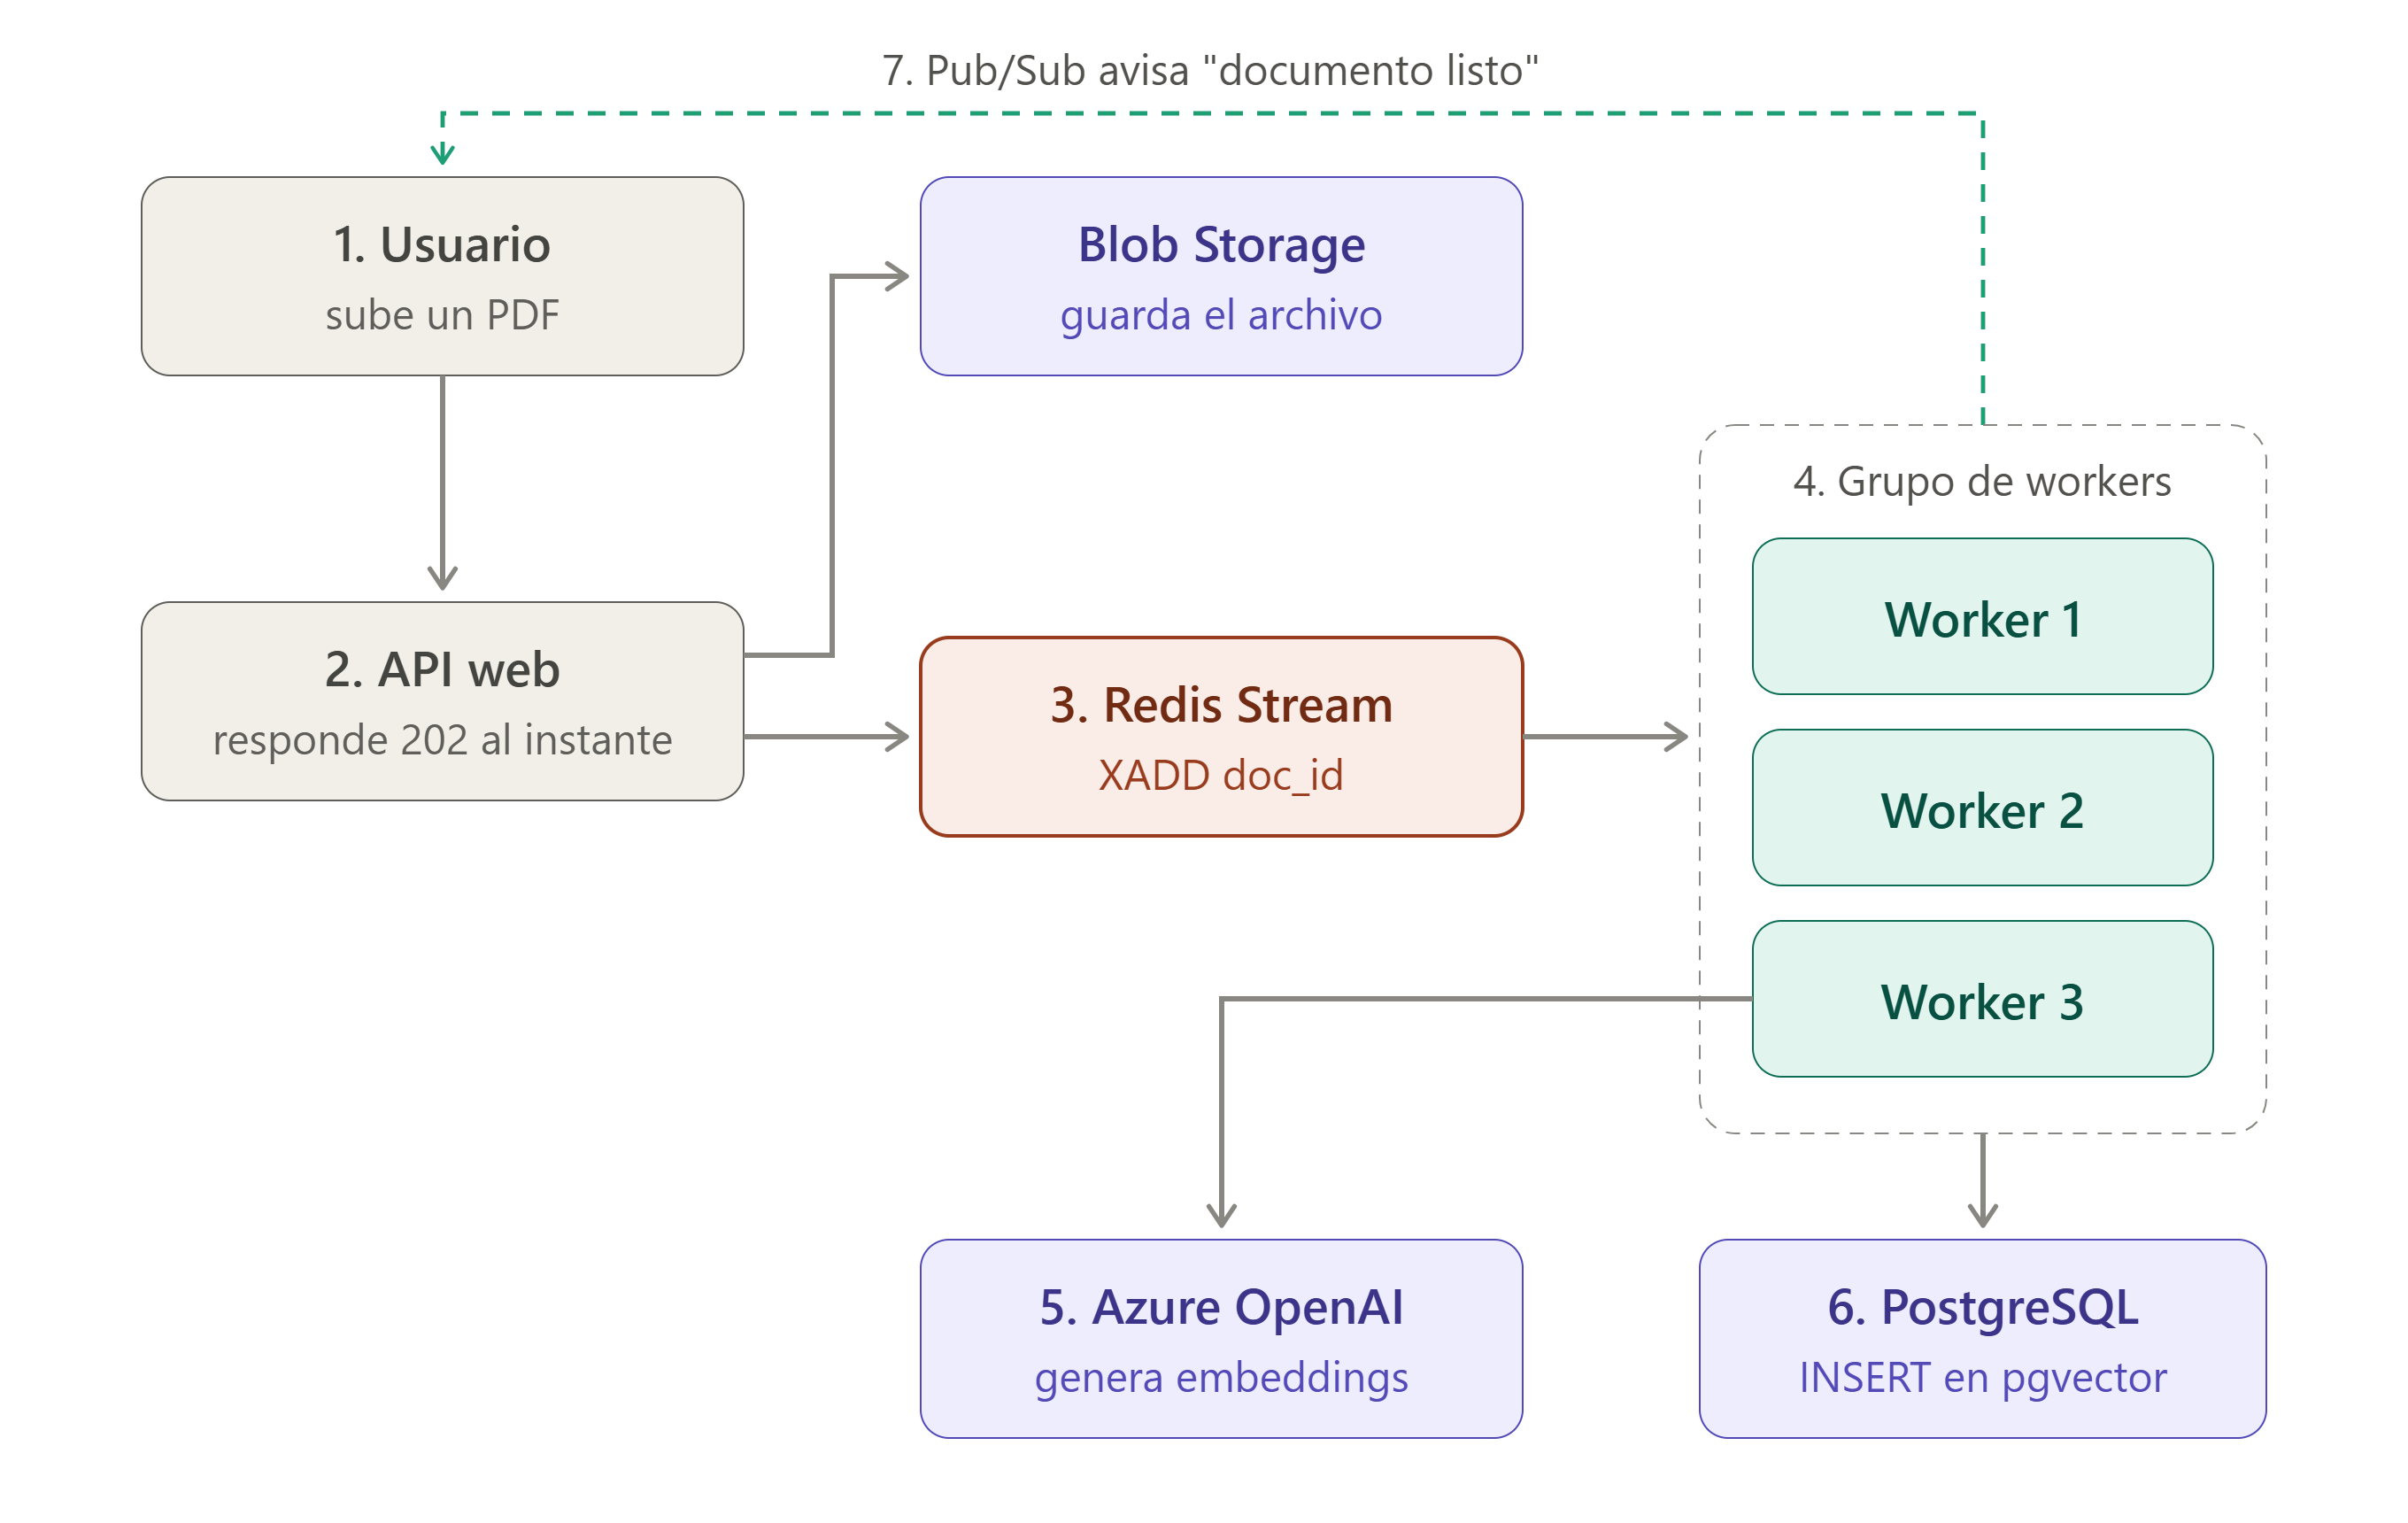 7. Pub/Sub avisa "documento listo"
1. Usuario
sube un PDF
Blob Storage
guarda el archivo
2. API web
responde 202 al instante
3. Redis Stream
XADD doc_id
4. Grupo de workers
Worker 1
Worker 2
Worker 3
5. Azure OpenAI
genera embeddings
6. PostgreSQL
INSERT en pgvector